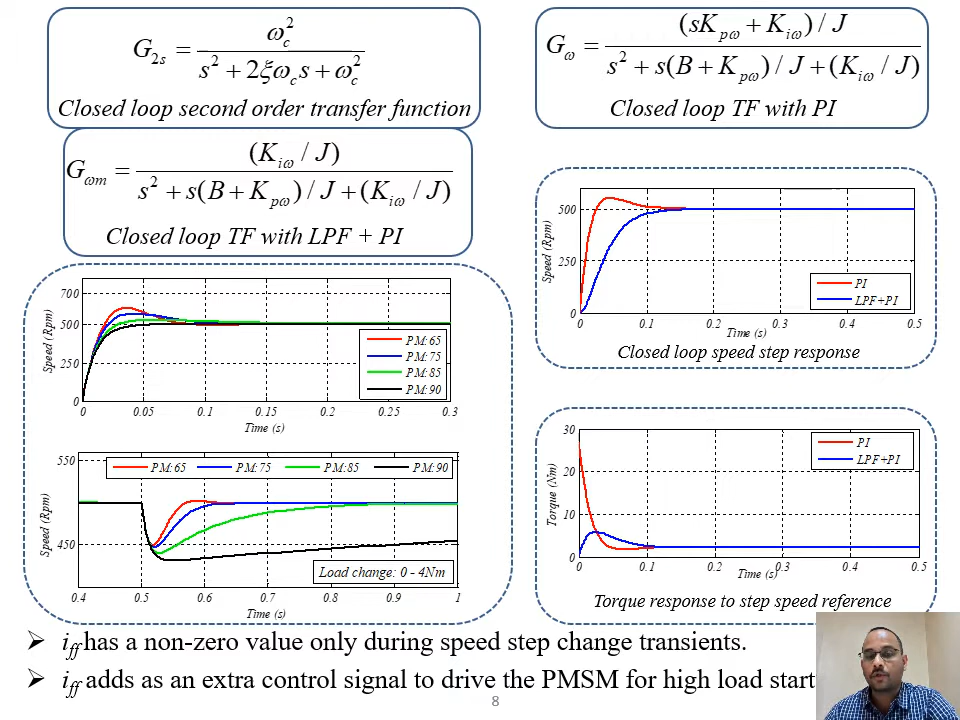 G2s = ωc² / (s² + 2ξωcs + ωc²)
Closed loop second order transfer function
Gω = (sKpω + Kiω) / J / (s² + s(B + Kpω) / J + (Kiω / J))
Closed loop TF with PI
Gωm = (Kiω / J) / (s² + s(B + Kpω) / J + (Kiω / J))
Closed loop TF with LPF + PI
Speed (Rpm)
700
500
250
0
PM:65
PM:75
PM:85
PM:90
0 0.05 0.1 0.15 0.2 0.25 0.3
Time (s)
Speed (Rpm)
550
450
PM:65 PM:75 PM:85 PM:90
Load change: 0 - 4Nm
0.4 0.5 0.6 0.7 0.8 0.9 1
Time (s)
Speed (Rpm)
500
250
0
PI
LPF+PI
0 0.1 0.2 0.3 0.4 0.5
Time (s)
Closed loop speed step response
Torque (Nm)
30
20
10
0
PI
LPF+PI
0 0.1 0.2 0.3 0.4 0.5
Time (s)
Torque response to step speed reference
➢ iff has a non-zero value only during speed step change transients.
➢ iff adds as an extra control signal to drive the PMSM for high load start
8